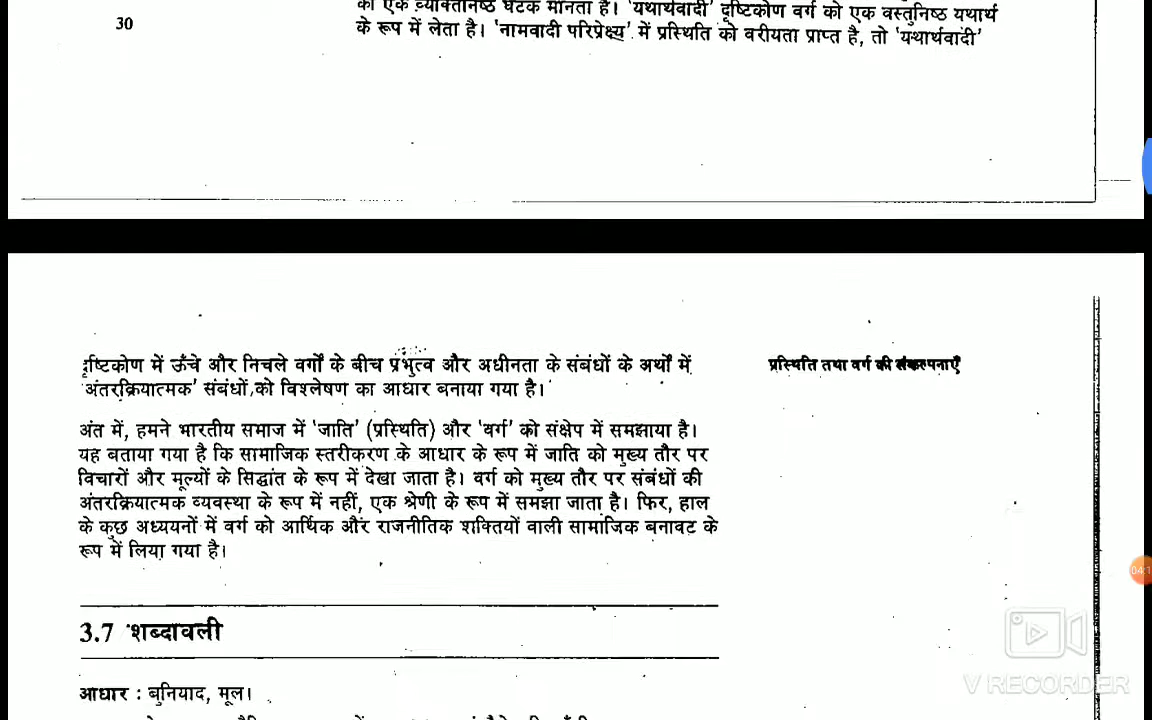 को एक व्यक्तिनिष्ठ घटक मानता है। 'यथार्थवादी' दृष्टिकोण वर्ग को एक वस्तुनिष्ठ यथार्थ
30
के रूप में लेता है। 'नामवादी परिप्रेक्ष्य' में प्रस्थिति को वरीयता प्राप्त है, तो 'यथार्थवादी'
दृष्टिकोण में ऊँचे और निचले वर्गों के बीच प्रभुत्व और अधीनता के संबंधों के अर्थों में
'अंतरक्रियात्मक' संबंधों को विश्लेषण का आधार बनाया गया है।
प्रस्थिति तथा वर्ग की संकल्पनाएँ
अंत में, हमने भारतीय समाज में 'जाति' (प्रस्थिति) और 'वर्ग' को संक्षेप में समझाया है।
यह बताया गया है कि सामाजिक स्तरीकरण के आधार के रूप में जाति को मुख्य तौर पर
विचारों और मूल्यों के सिद्धांत के रूप में देखा जाता है। वर्ग को मुख्य तौर पर संबंधों की
अंतरक्रियात्मक व्यवस्था के रूप में नहीं, एक श्रेणी के रूप में समझा जाता है। फिर, हाल
के कुछ अध्ययनों में वर्ग को आर्थिक और राजनीतिक शक्तियों वाली सामाजिक बनावट के
रूप में लिया गया है।
3.7 शब्दावली
आधार : बुनियाद, मूल।
V RECORDER